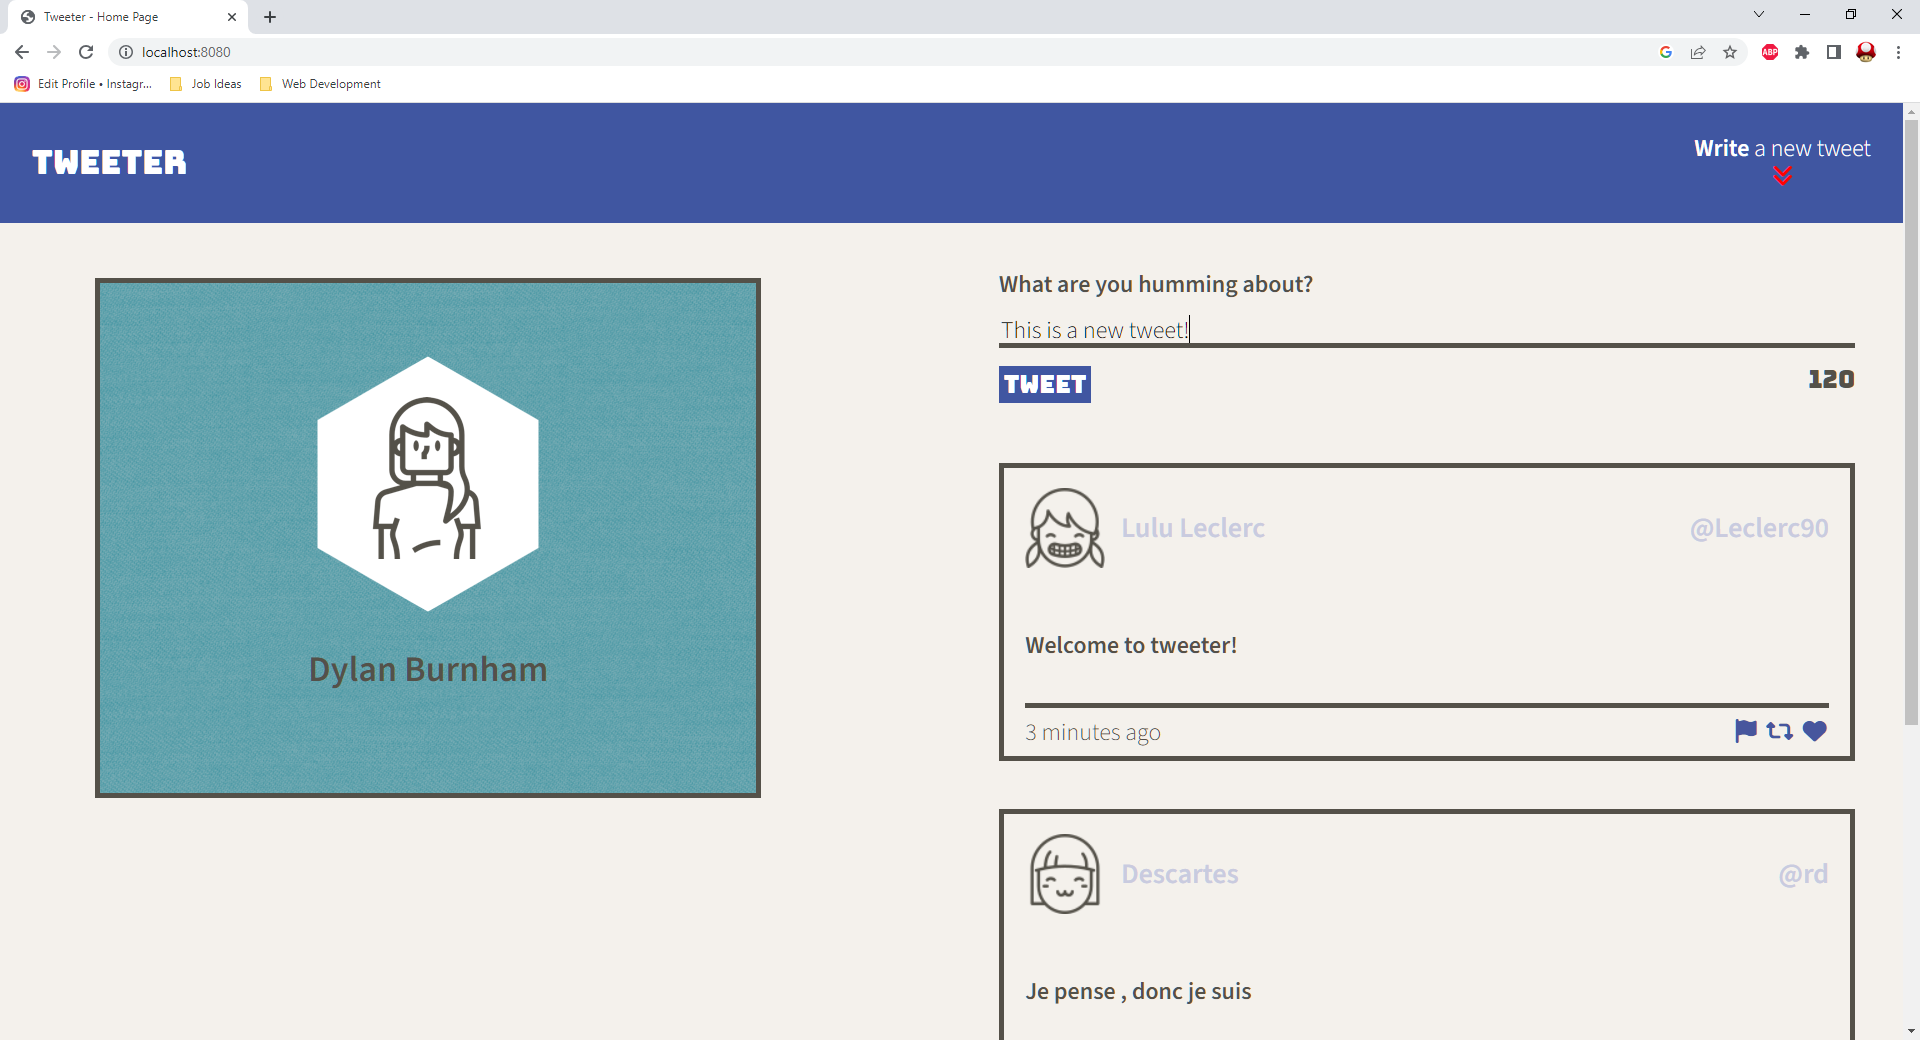 Tweeter - Home Page
localhost:8080
ABP
Edit Profile • Instagr...
Job Ideas
Web Development
TWEETER
Write a new tweet
What are you humming about?
This is a new tweet!
TWEET
120
Dylan Burnham
Lulu Leclerc
@Leclerc90
Welcome to tweeter!
3 minutes ago
Descartes
@rd
Je pense , donc je suis